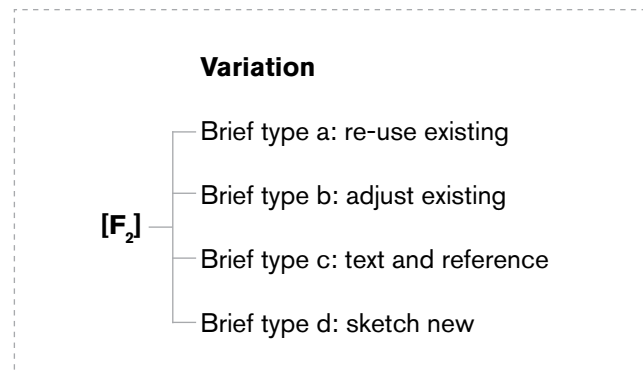 Variation
Brief type a: re-use existing
Brief type b: adjust existing
[F₂]
Brief type c: text and reference
Brief type d: sketch new